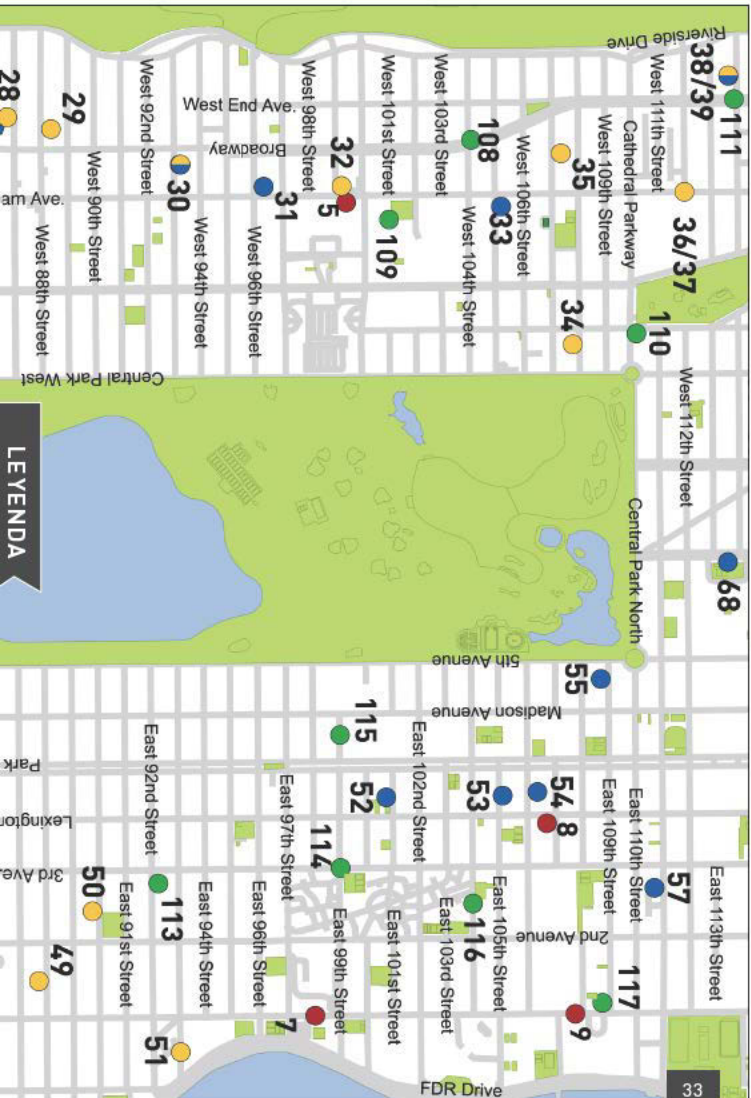 Riverside Drive
38/39
111
West 111th Street
28
29
West 92nd Street
West End Ave.
West 98th Street
West 101st Street
West 103rd Street
108
Broadway
32
35
West 109th Street
Cathedral Parkway
West 106th Street
West 90th Street
30
31
5
33
36/37
am Ave.
West 88th Street
West 94th Street
West 96th Street
109
West 104th Street
34
110
Central Park West
West 112th Street
LEYENDA
Central Park North
68
5th Avenue
55
Madison Avenue
115
East 92nd Street
East 102nd Street
Park
52
53
54
8
East 97th Street
East 109th Street
East 110th Street
Lexington
114
3rd Ave.
50
113
East 91st Street
East 94th Street
East 96th Street
East 99th Street
East 101st Street
East 103rd Street
116
East 105th Street
2nd Avenue
57
East 113th Street
49
117
7
9
51
FDR Drive
33